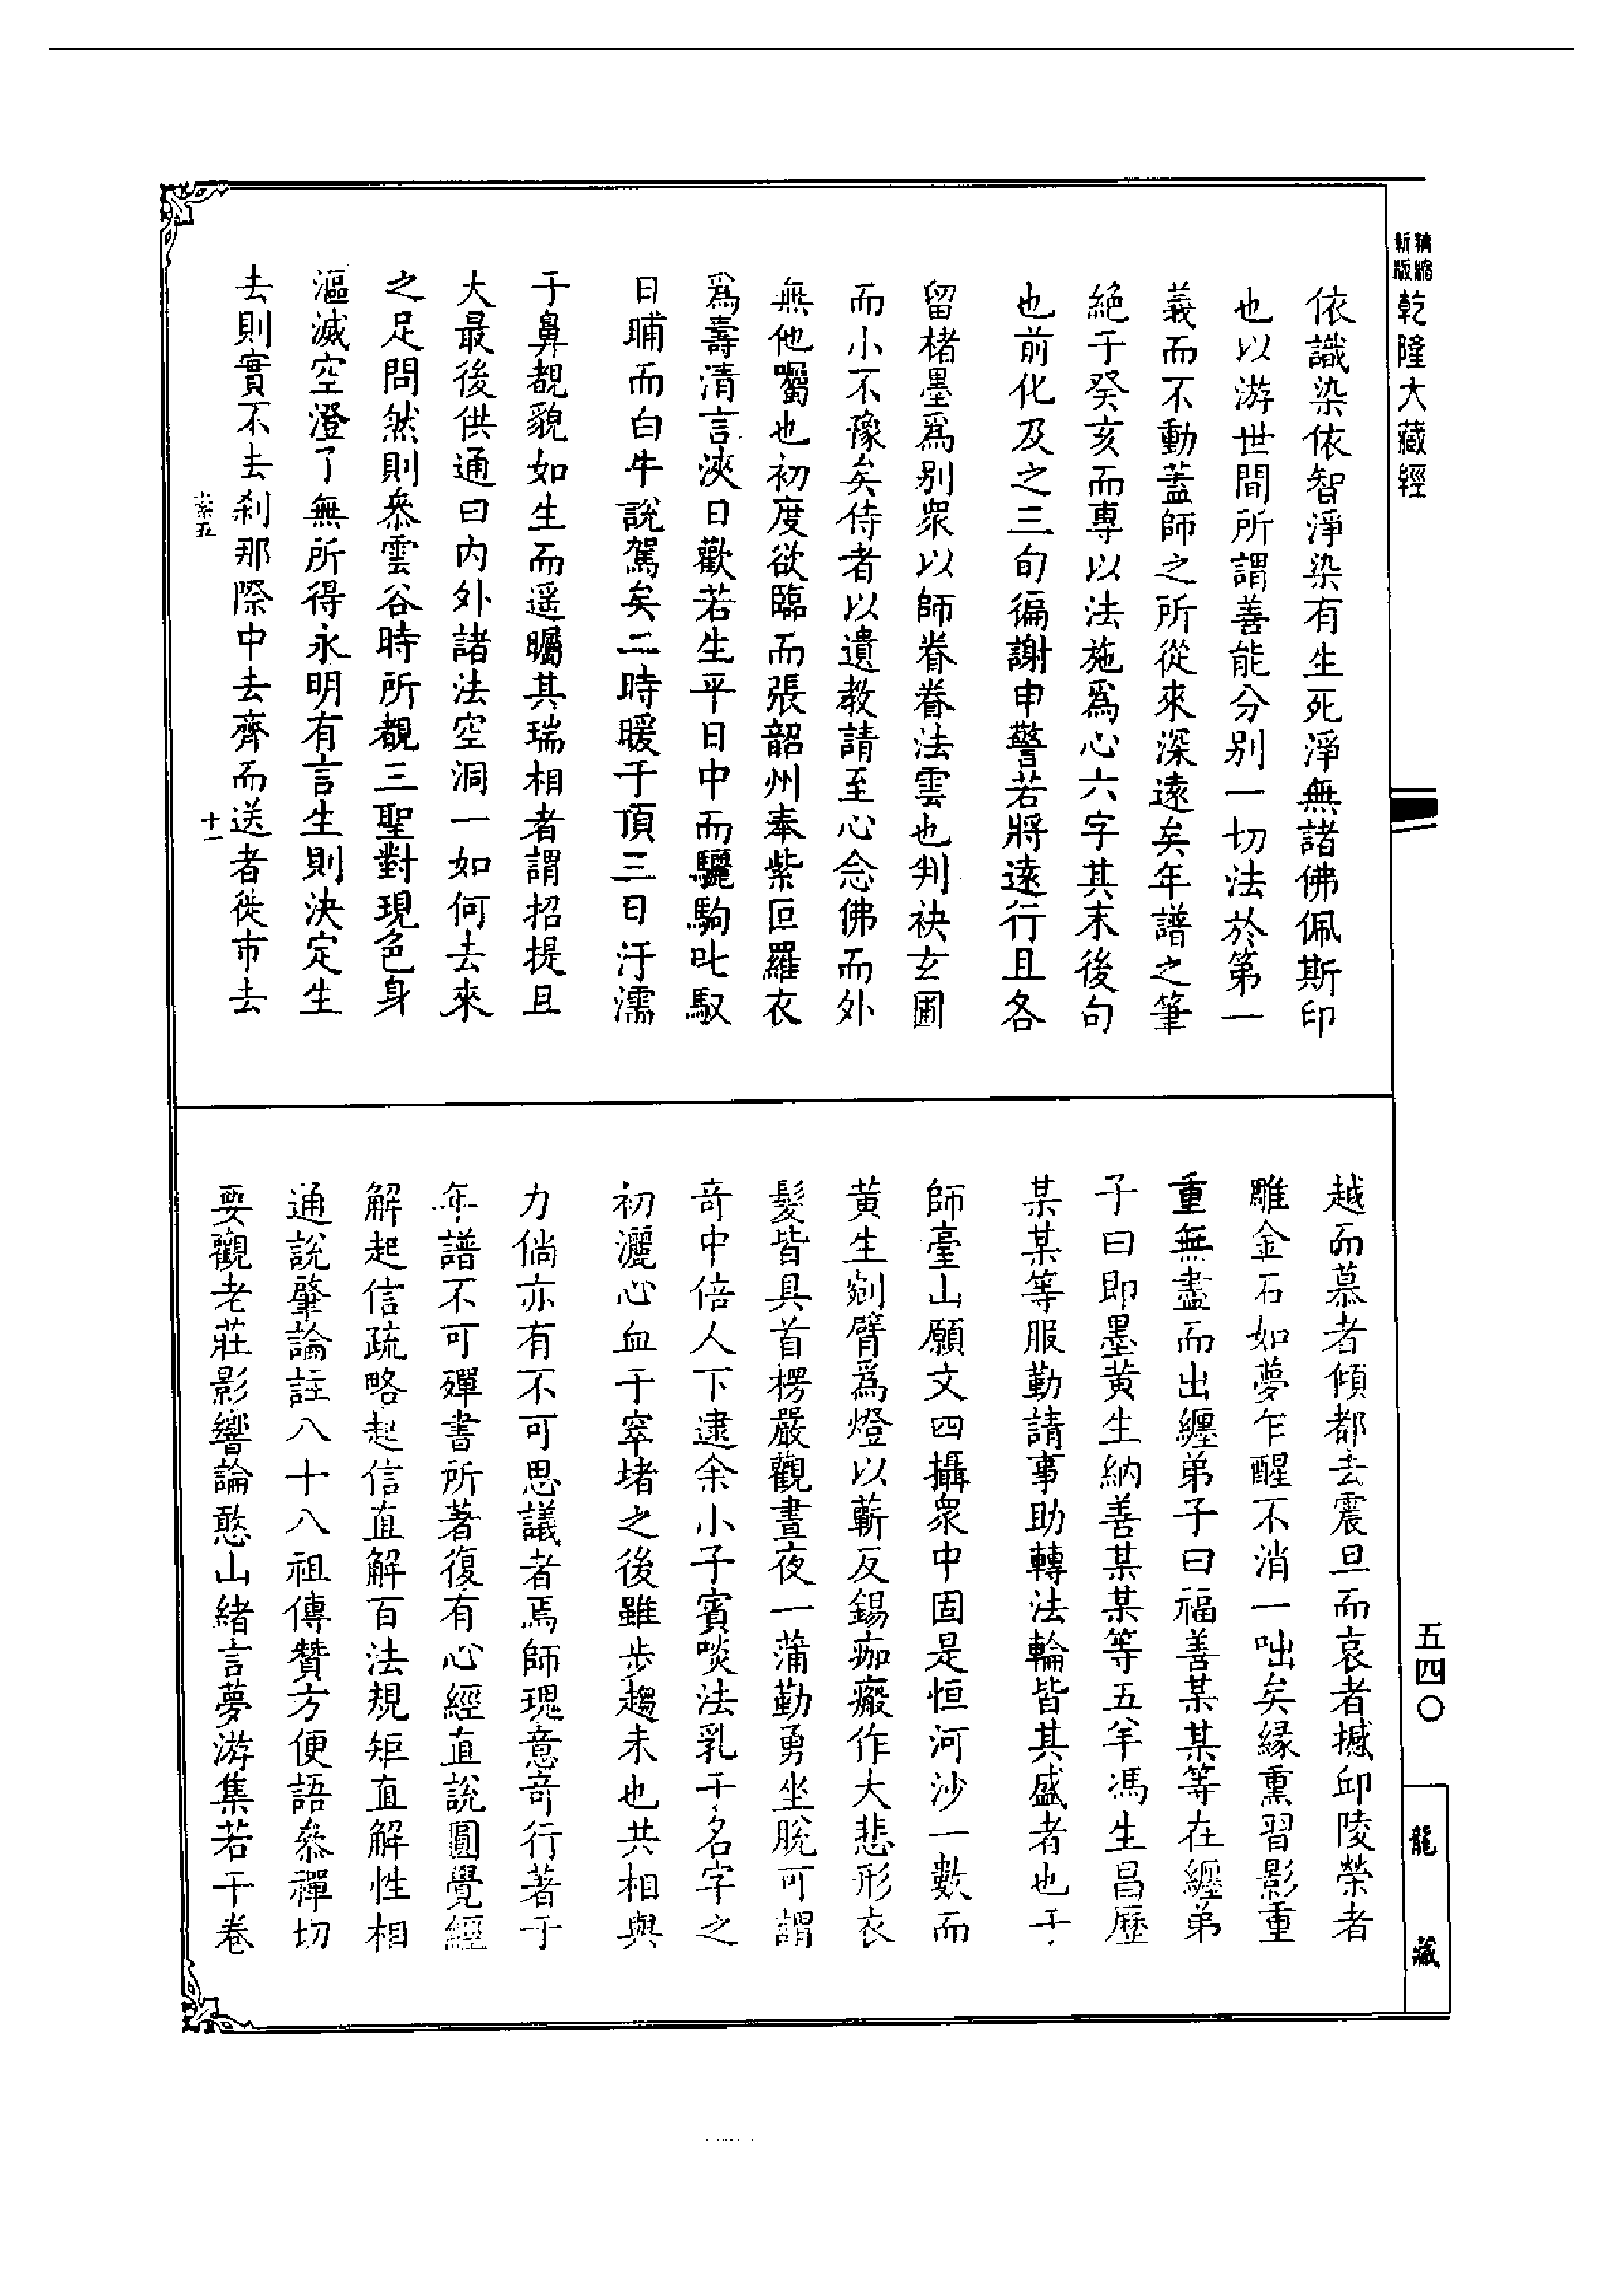 精縮
新版
乾隆大藏經
依識染依智淨染有生死淨無諸佛佩斯印
也以游世間所謂善能分别一切法於第一
義而不動蓋師之所從來深遠矣年譜之筆
絕于癸亥而專以法施爲心六字其末後句
也前化及之三旬徧謝申警若將遠行且各
留楮墨爲别衆以師眷眷法雲也判袂玄圃
而小不豫矣侍者以遺教請至心念佛而外
無他囑也初度欲臨而張韶州奉紫叵羅衣
爲壽清言浹日歡若生平日中而驪駒叱馭
日晡而白牛說駕矣二時暖于頂三日汗濡
于鼻覩貌如生而遥矚其瑞相者謂招提且
大最後供通曰内外諸法空洞一如何去來
之足問然則叅雲谷時所覩三聖對現色身
漚滅空澄了無所得永明有言生則決定生
去則實不去刹那際中去齊而送者徙市去
綦五
十一
越而慕者傾都去震旦而哀者撼邱陵榮者
雕金石如夢乍醒不消一咄矣緣熏習影重
重無盡而出纏弟子曰福善某某等在纏弟
子曰即墨黄生納善某某等五羊馮生昌歷
某某等服勤請事助轉法輪皆其盛者也于
師臺山願文四攝衆中固是恒河沙一數而
黄生剜臂爲燈以蘄反錫痂瘢作大悲形衣
髮皆具首楞嚴觀晝夜一蒲勤勇坐脫可謂
奇中倍人下逮余小子賓啖法乳干名字之
初灑心血于窣堵之後雖步趨未也共相與
力倘亦有不可思議者焉師瑰意奇行著于
年譜不可殫書所著復有心經直說圓覺經
解起信疏略起信直解百法規矩直解性相
通說肇論註八十八祖傳贊方便語叅禪切
要觀老莊影響論憨山緒言夢游集若干卷
五四〇
龍藏